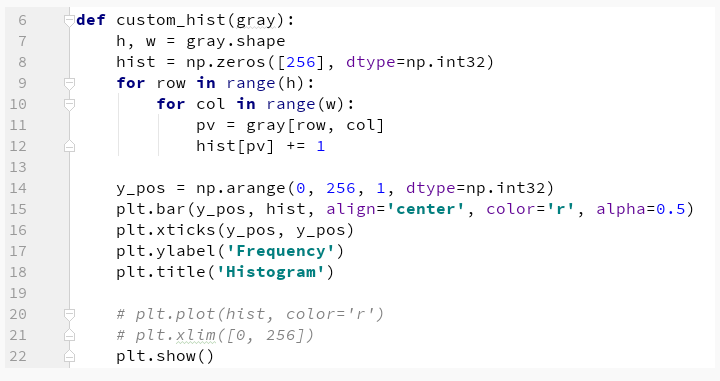 6 def custom_hist(gray):
7     h, w = gray.shape
8     hist = np.zeros([256], dtype=np.int32)
9     for row in range(h):
10         for col in range(w):
11             pv = gray[row, col]
12             hist[pv] += 1
13
14     y_pos = np.arange(0, 256, 1, dtype=np.int32)
15     plt.bar(y_pos, hist, align='center', color='r', alpha=0.5)
16     plt.xticks(y_pos, y_pos)
17     plt.ylabel('Frequency')
18     plt.title('Histogram')
19
20     # plt.plot(hist, color='r')
21     # plt.xlim([0, 256])
22     plt.show()